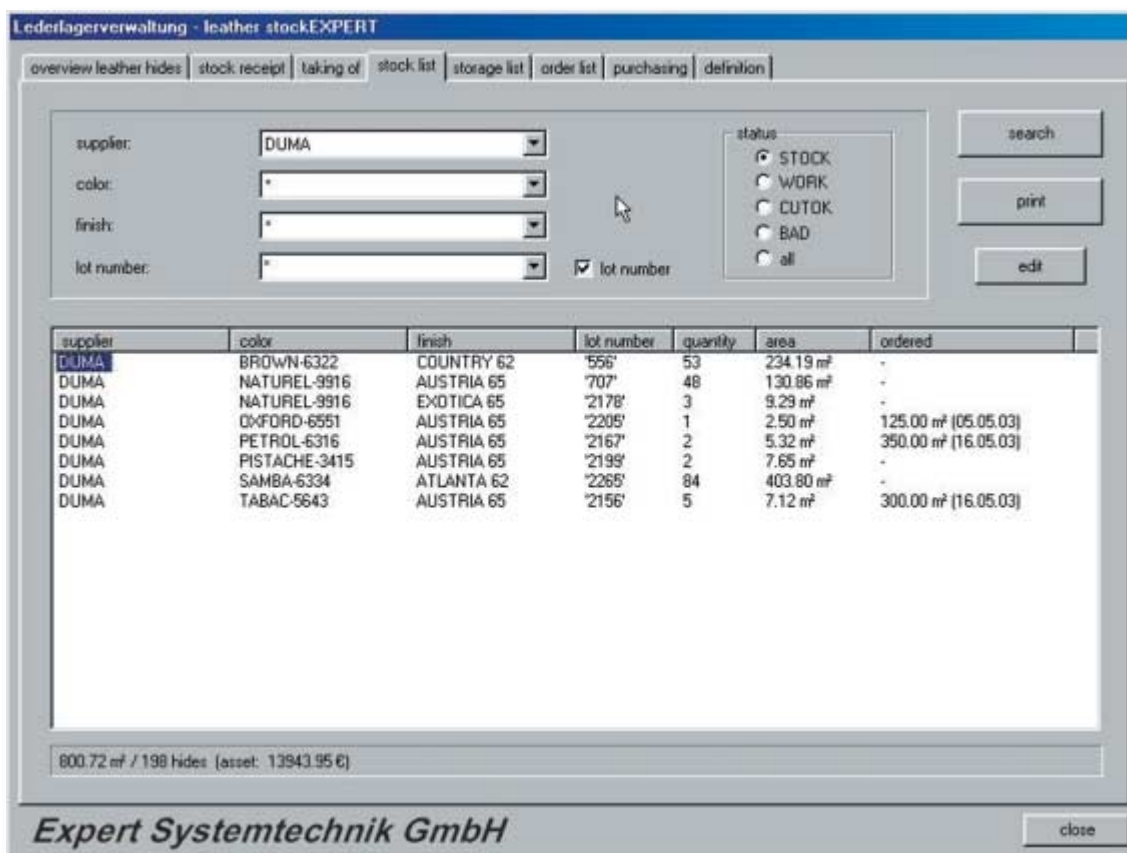 Lederlagerverwaltung - leather stockEXPERT
overview leather hides stock receipt taking of stock list storage list order list purchasing definition
supplier: DUMA
color: *
finish: *
lot number: * lot number
status
STOCK
WORK
CUTOK
BAD
all
search
print
edit
supplier color finish lot number quantity area ordered
DUMA BROWN-6322 COUNTRY 62 '556' 53 234.19 m² -
DUMA NATUREL-9916 AUSTRIA 65 '707' 48 130.86 m² -
DUMA NATUREL-9916 EXOTICA 65 '2178' 3 9.29 m² -
DUMA OXFORD-6551 AUSTRIA 65 '2205' 1 2.50 m² 125.00 m² (05.05.03)
DUMA PETROL-6316 AUSTRIA 65 '2167' 2 5.32 m² 350.00 m² (16.05.03)
DUMA PISTACHE-3415 AUSTRIA 65 '2199' 2 7.65 m² -
DUMA SAMBA-6334 ATLANTA 62 '2265' 84 403.80 m² -
DUMA TABAC-5643 AUSTRIA 65 '2156' 5 7.12 m² 300.00 m² (16.05.03)
800.72 m² / 198 hides (asset: 13943.95 €)
Expert Systemtechnik GmbH
close